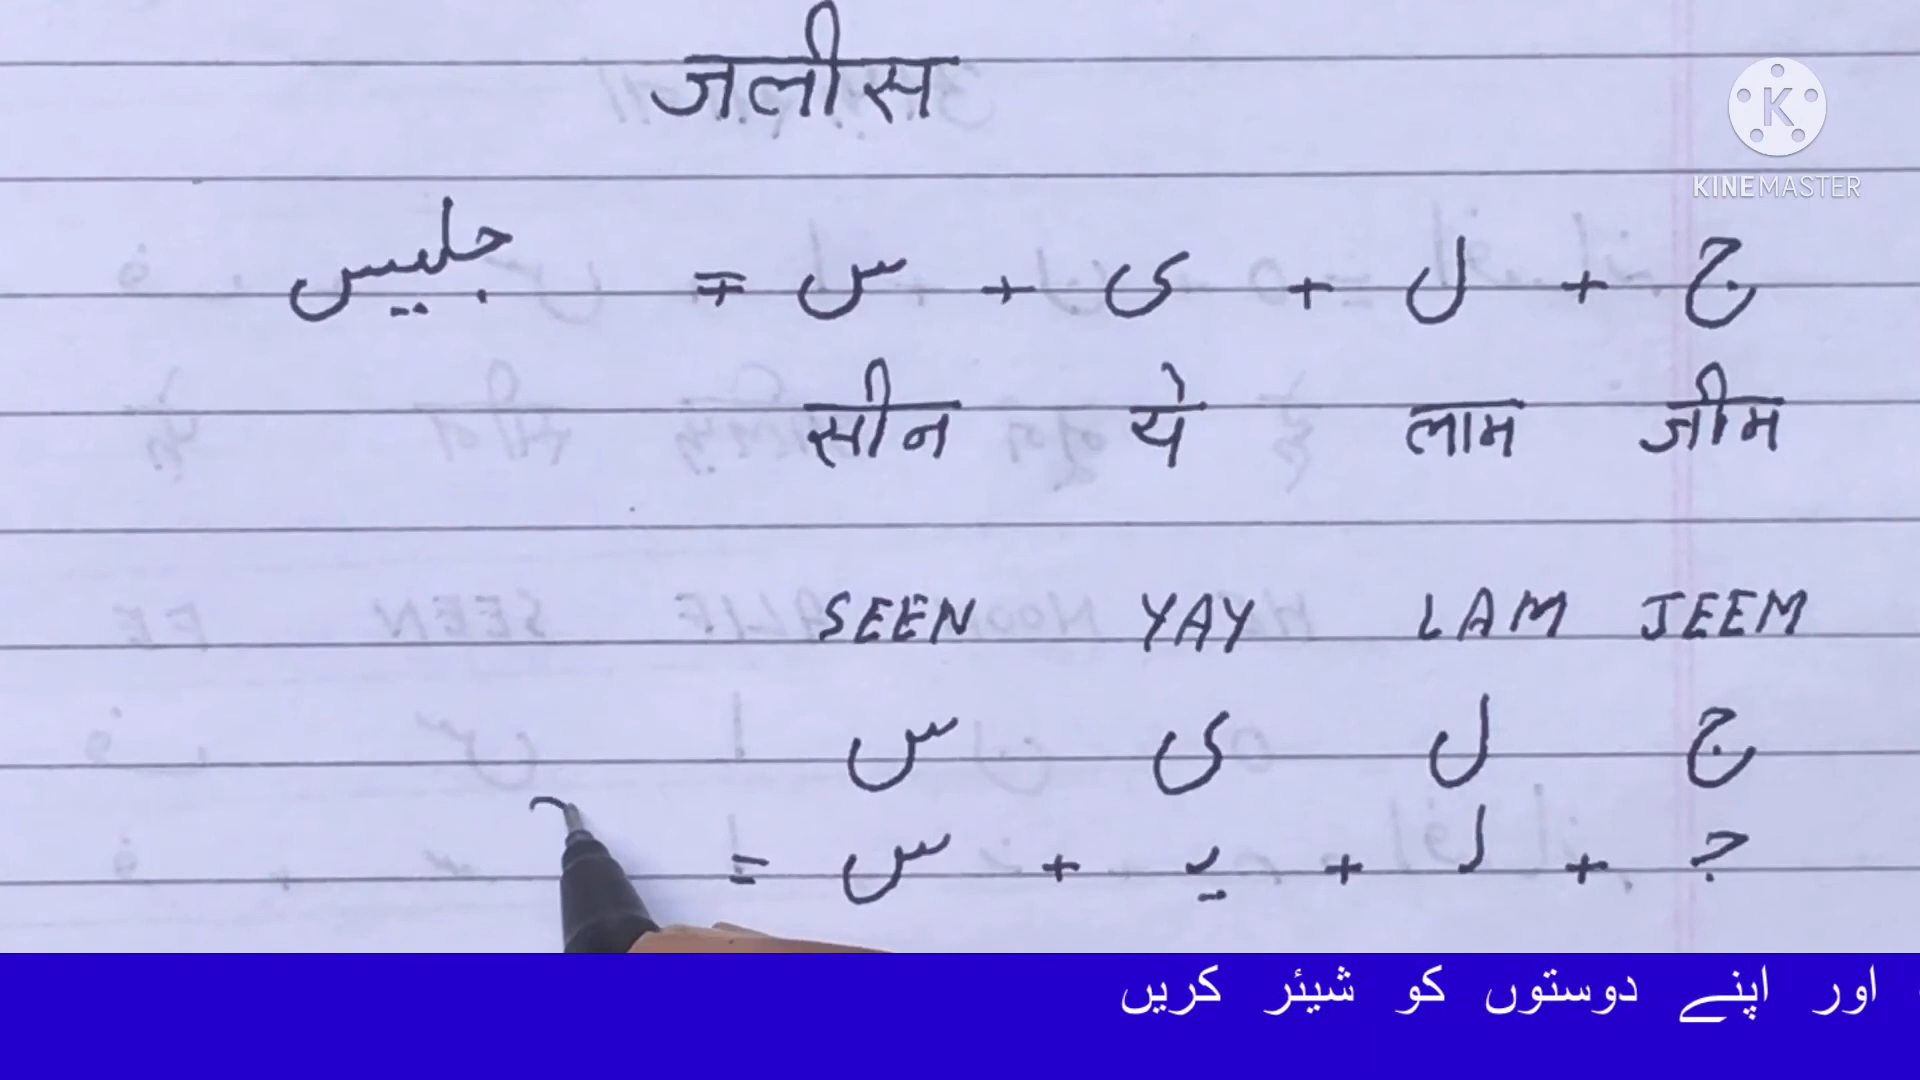 जलीस
KINEMASTER
ج + ل + ی + س = جلیس
जीम लाम ये सीन
JEEM LAM YAY SEEN
ج ل ی س
جـ + لـ + یـ + س =
اور اپنے دوستوں کو شیئر کریں